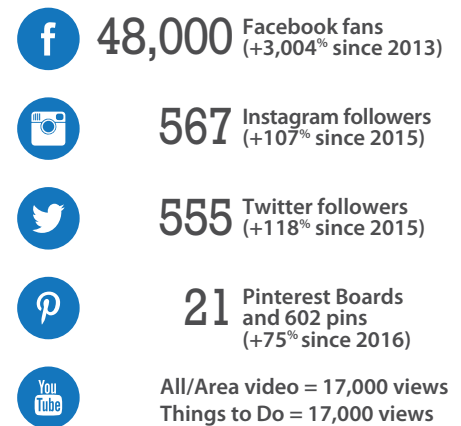 f
48,000 Facebook fans
(+3,004% since 2013)
567 Instagram followers
(+107% since 2015)
555 Twitter followers
(+118% since 2015)
21 Pinterest Boards
and 602 pins
(+75% since 2016)
You
Tube
All/Area video = 17,000 views
Things to Do = 17,000 views